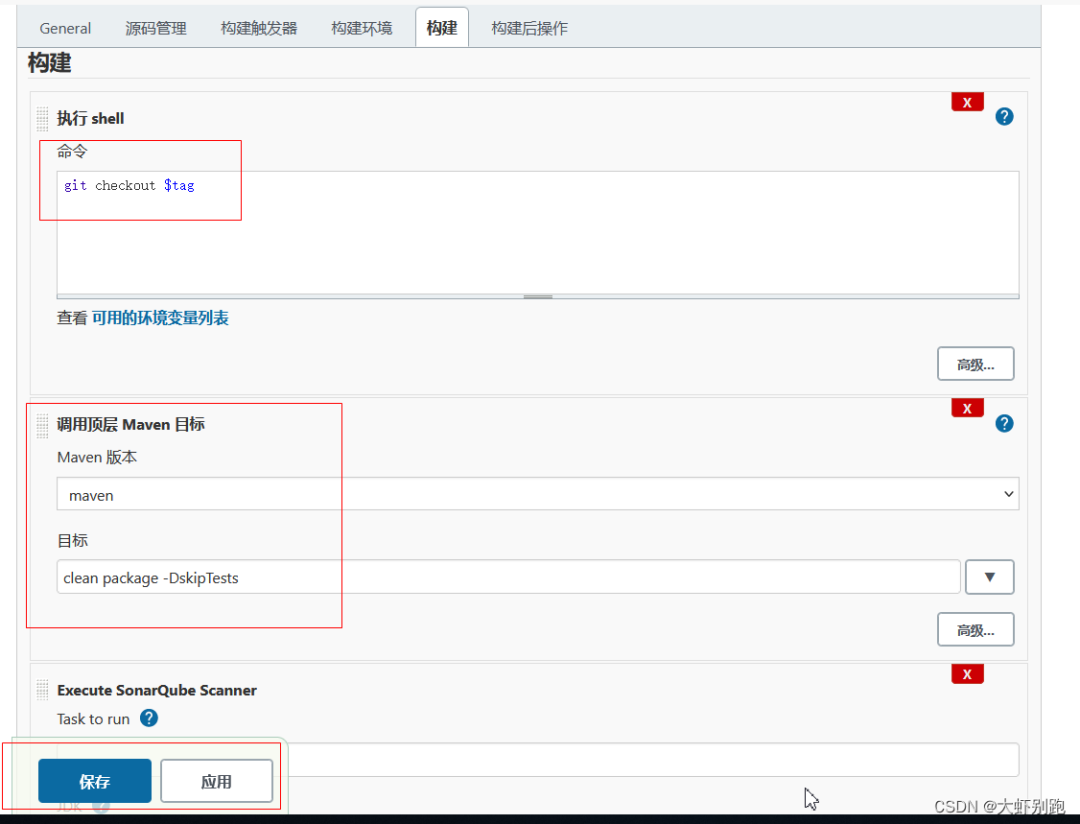 General 源码管理 构建触发器 构建环境 构建 构建后操作
构建
X
执行 shell
?
命令
git checkout $tag
查看 可用的环境变量列表
高级...
X
调用顶层 Maven 目标
?
Maven 版本
maven
目标
clean package -DskipTests
高级...
X
Execute SonarQube Scanner
Task to run ?
保存 应用
JDK ?
CSDN @大虾别跑